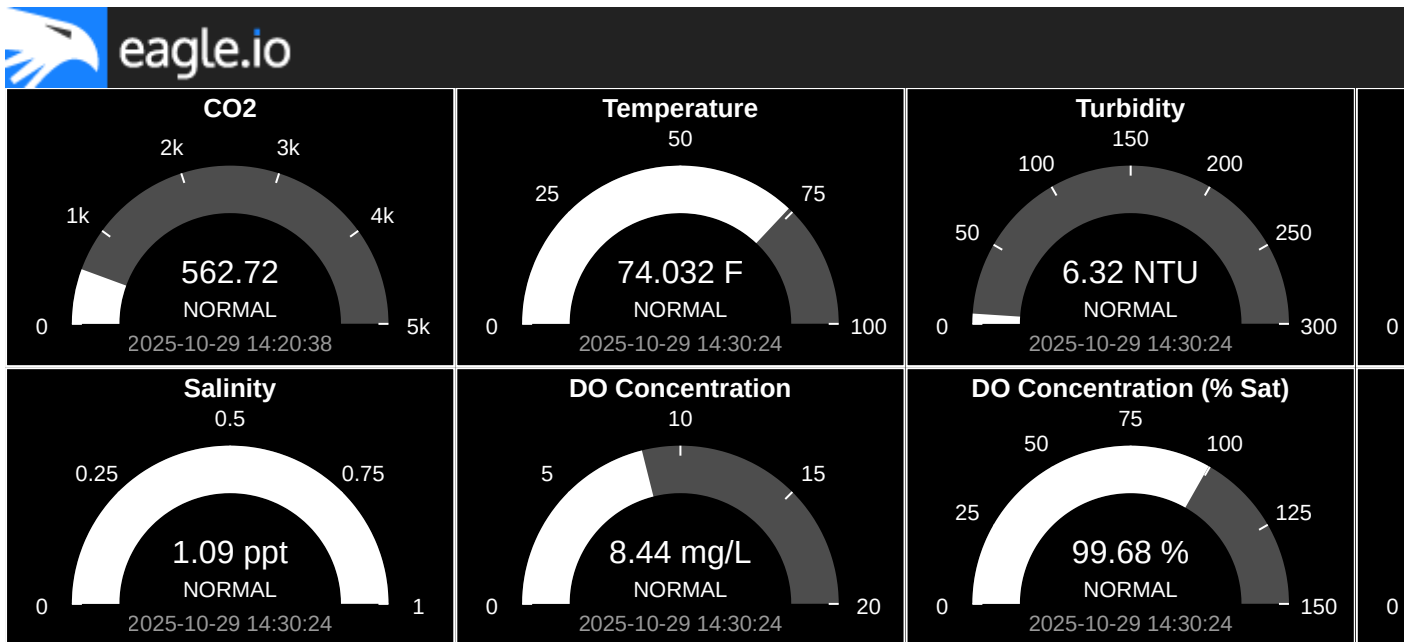 eagle.io
CO2
2k
3k
1k
4k
0
5k
562.72
NORMAL
2025-10-29 14:20:38
Temperature
50
25
75
0
100
74.032 F
NORMAL
2025-10-29 14:30:24
Turbidity
150
100
200
50
250
0
300
6.32 NTU
NORMAL
2025-10-29 14:30:24
0
Salinity
0.5
0.25
0.75
0
1
1.09 ppt
NORMAL
2025-10-29 14:30:24
DO Concentration
10
5
15
0
20
8.44 mg/L
NORMAL
2025-10-29 14:30:24
DO Concentration (% Sat)
75
50
100
25
125
0
150
99.68 %
NORMAL
2025-10-29 14:30:24
0